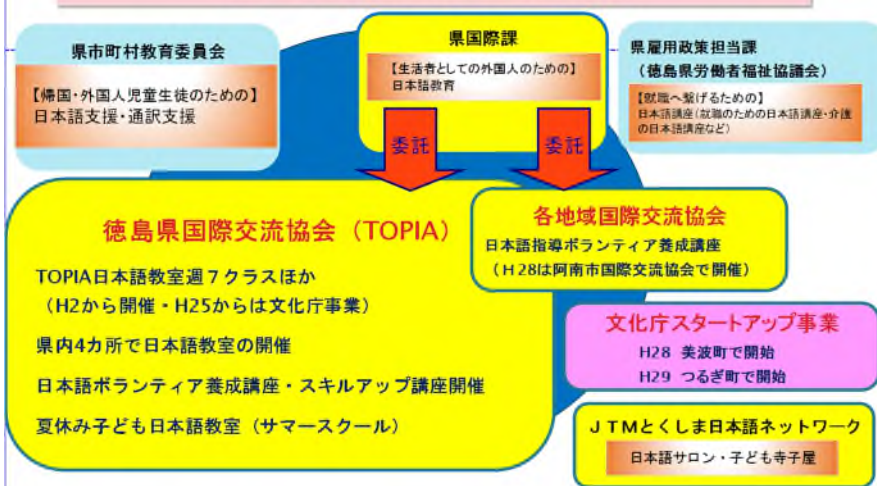 県市町村教育委員会
【帰国・外国人児童生徒のための】
日本語支援・通訳支援
県国際課
【生活者としての外国人のための】
日本語教育
県雇用政策担当課
（徳島県労働者福祉協議会）
【就職へ繋げるための】
日本語講座（就職のための日本語講座・介護
の日本語講座など）
委託
委託
徳島県国際交流協会（TOPIA）
TOPIA日本語教室週７クラスほか
（H2から開催・H25からは文化庁事業）
県内4カ所で日本語教室の開催
日本語ボランティア養成講座・スキルアップ講座開催
夏休み子ども日本語教室（サマースクール）
各地域国際交流協会
日本語指導ボランティア養成講座
（Ｈ28は阿南市国際交流協会で開催）
文化庁スタートアップ事業
H28 美波町で開始
H29 つるぎ町で開始
ＪＴＭとくしま日本語ネットワーク
日本語サロン・子ども寺子屋